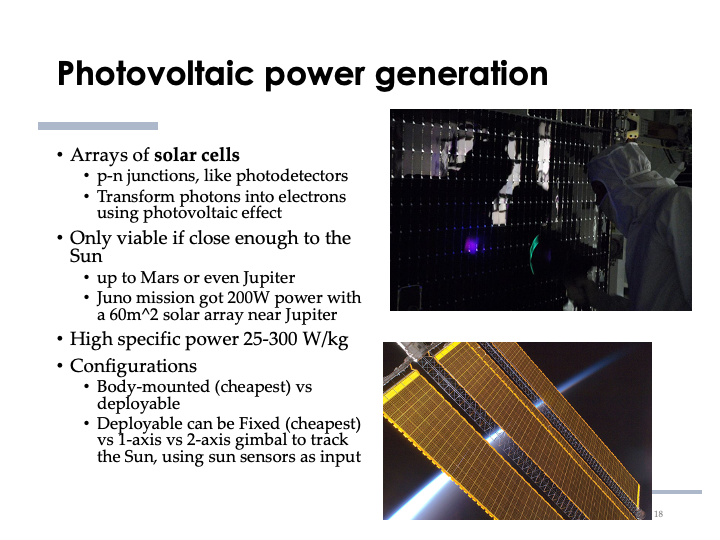 Photovoltaic power generation
• Arrays of solar cells
• p-n junctions, like photodetectors
• Transform photons into electrons
using photovoltaic effect
• Only viable if close enough to the
Sun
• up to Mars or even Jupiter
• Juno mission got 200W power with
a 60m^2 solar array near Jupiter
• High specific power 25-300 W/kg
• Configurations
• Body-mounted (cheapest) vs
deployable
• Deployable can be Fixed (cheapest)
vs 1-axis vs 2-axis gimbal to track
the Sun, using sun sensors as input
18